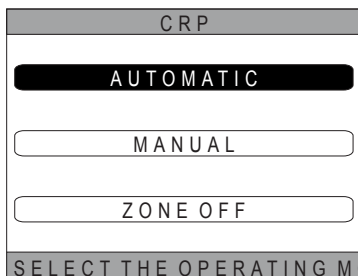 CRP
AUTOMATIC
MANUAL
ZONE OFF
SELECT THE OPERATING M